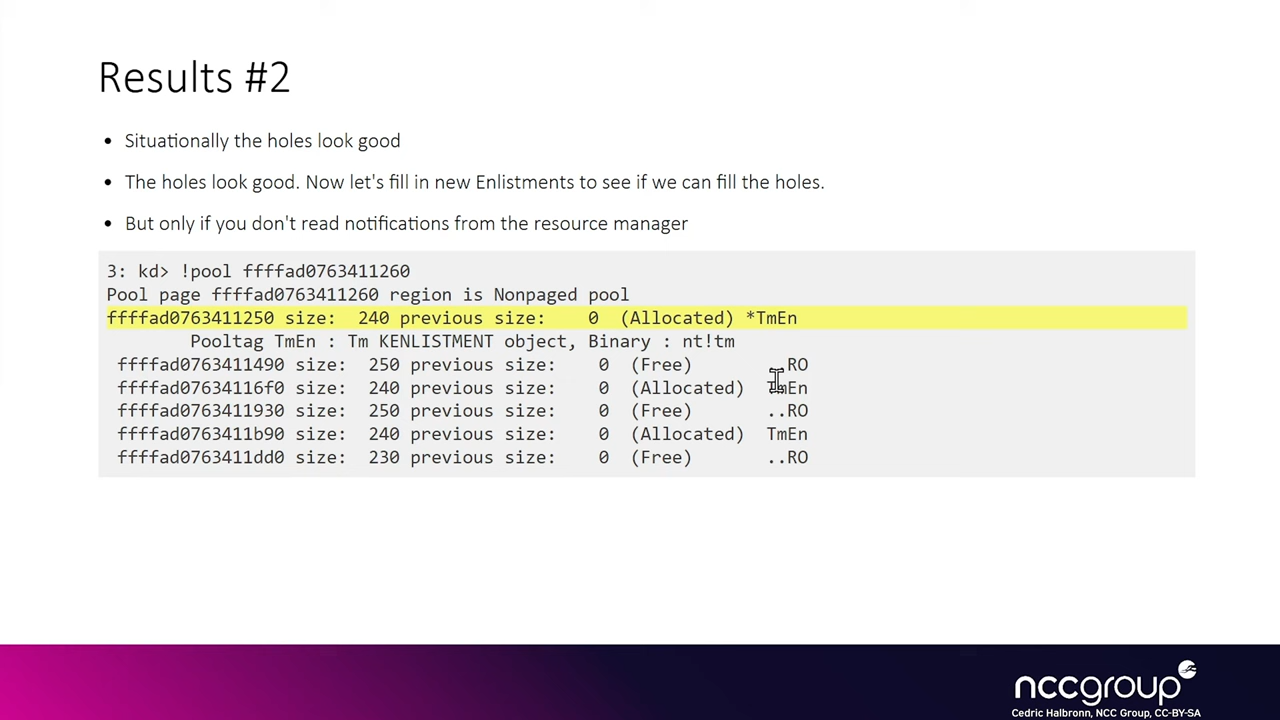 Results #2
• Situationally the holes look good
• The holes look good. Now let's fill in new Enlistments to see if we can fill the holes.
• But only if you don't read notifications from the resource manager
3: kd> !pool ffffad0763411260
Pool page ffffad0763411260 region is Nonpaged pool
ffffad0763411250 size:  240 previous size:    0  (Allocated) *TmEn
        Pooltag TmEn : Tm KENLISTMENT object, Binary : nt!tm
 ffffad0763411490 size:  250 previous size:    0  (Free)       ..RO
 ffffad07634116f0 size:  240 previous size:    0  (Allocated)  TmEn
 ffffad0763411930 size:  250 previous size:    0  (Free)       ..RO
 ffffad0763411b90 size:  240 previous size:    0  (Allocated)  TmEn
 ffffad0763411dd0 size:  230 previous size:    0  (Free)       ..RO
nccgroup
Cedric Halbronn, NCC Group, CC-BY-SA